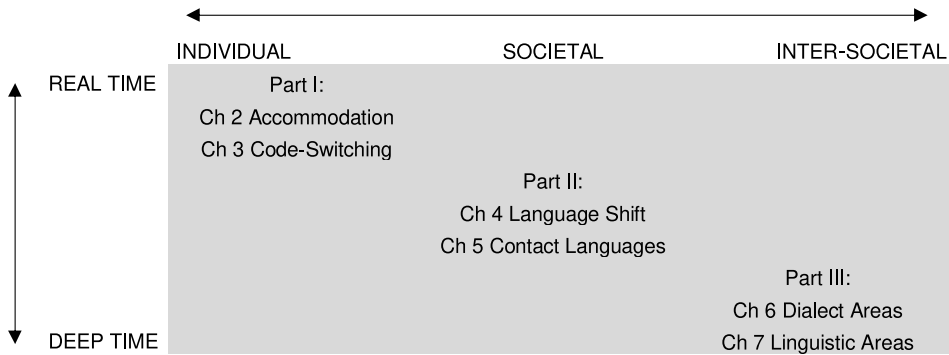 INDIVIDUAL SOCIETAL INTER-SOCIETAL
REAL TIME Part I:
Ch 2 Accommodation
Ch 3 Code-Switching
Part II:
Ch 4 Language Shift
Ch 5 Contact Languages
Part III:
Ch 6 Dialect Areas
DEEP TIME Ch 7 Linguistic Areas